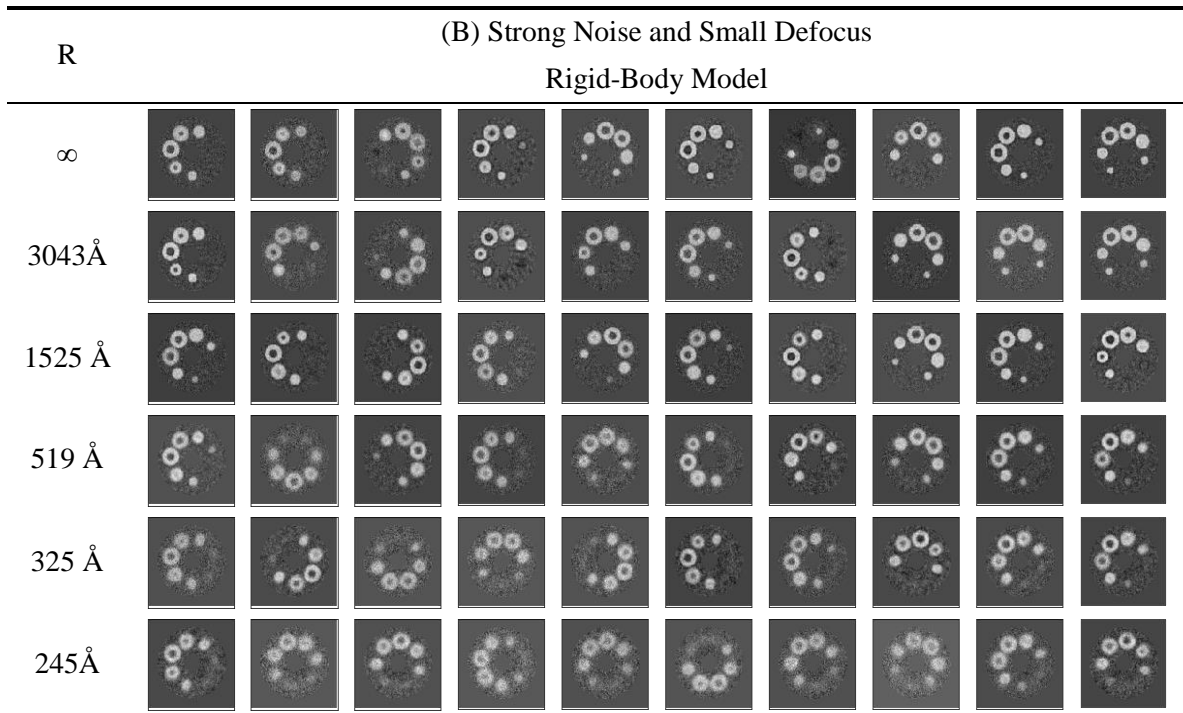 R
(B) Strong Noise and Small Defocus
Rigid-Body Model
∞
3043Å
1525 Å
519 Å
325 Å
245Å